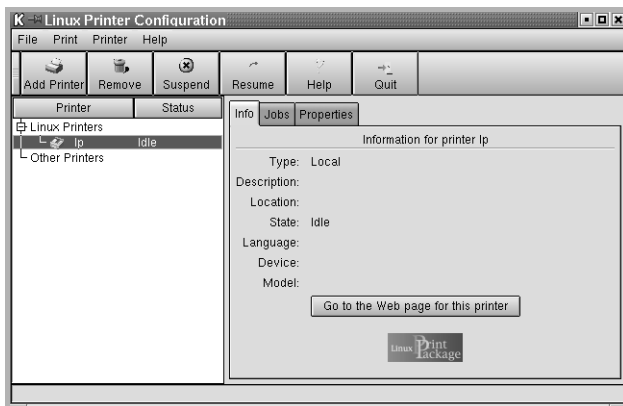 K Linux Printer Configuration
File Print Printer Help
Add Printer Remove Suspend Resume Help Quit
Printer Status
Linux Printers
lp Idle
Other Printers
Info Jobs Properties
Information for printer lp
Type: Local
Description:
Location:
State: Idle
Language:
Device:
Model:
Go to the Web page for this printer
Linux Print
Package